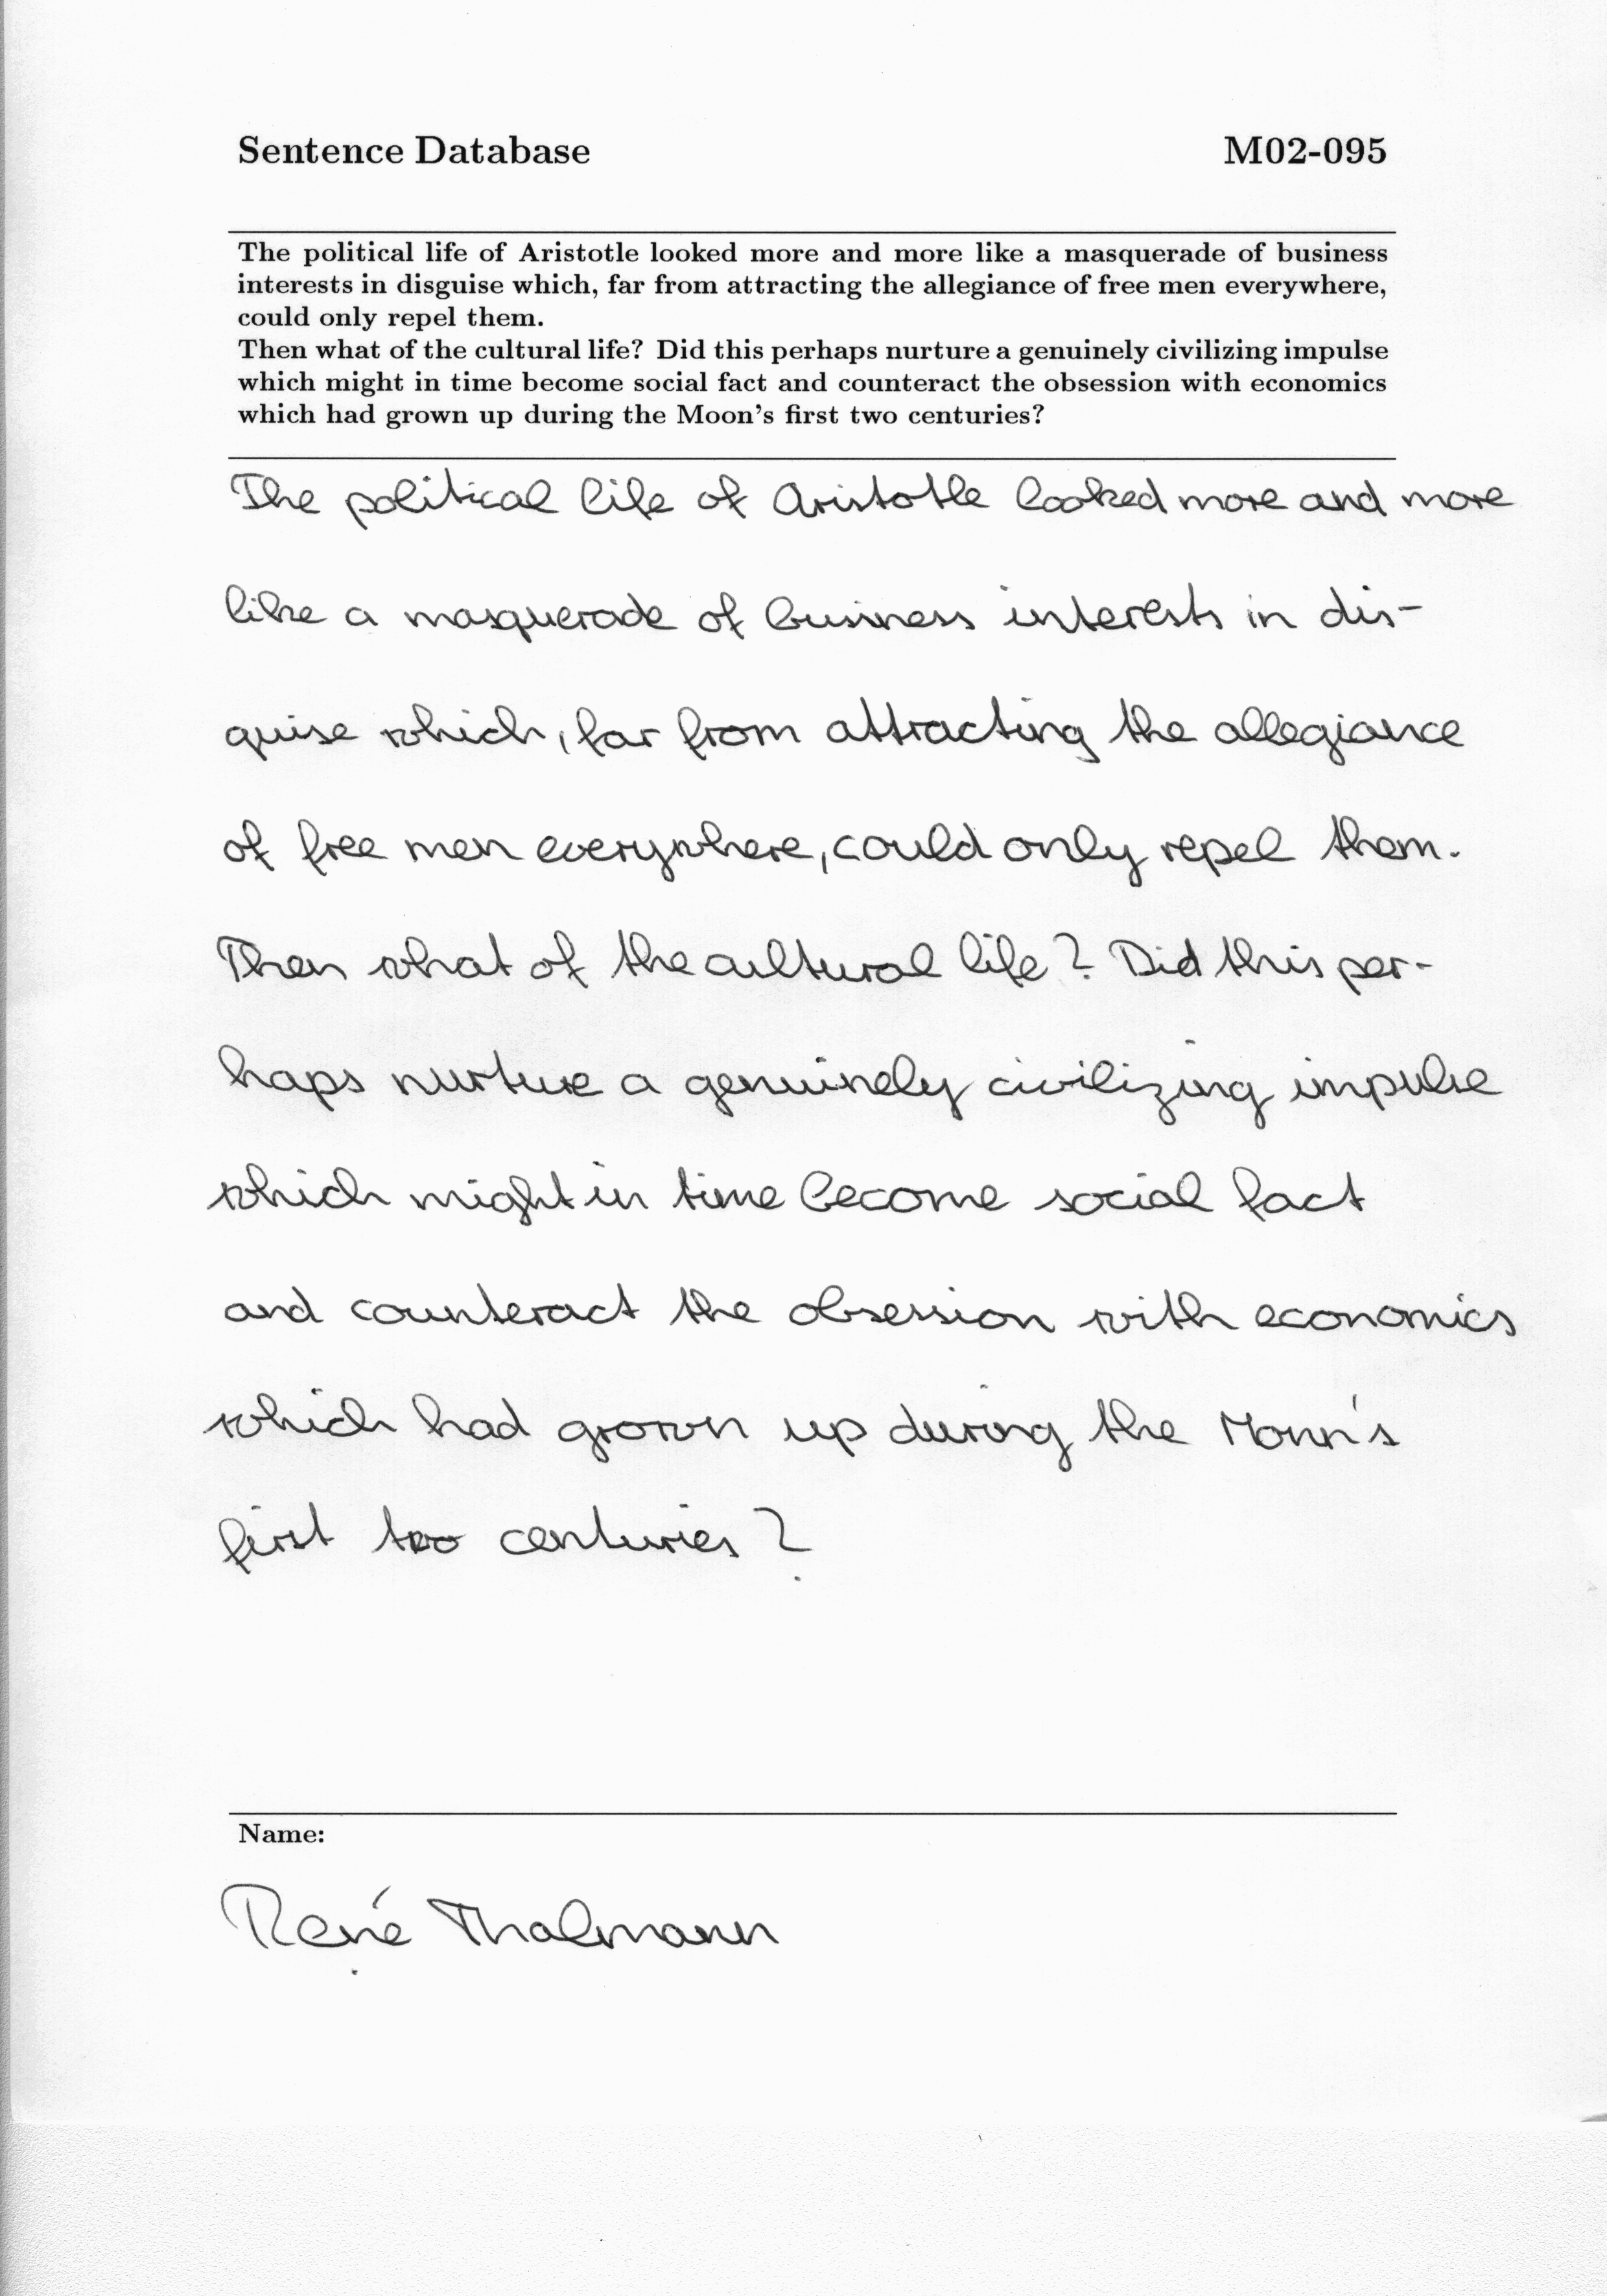 Sentence Database M02-095
The political life of Aristotle looked more and more like a masquerade of business
interests in disguise which, far from attracting the allegiance of free men everywhere,
could only repel them.
Then what of the cultural life? Did this perhaps nurture a genuinely civilizing impulse
which might in time become social fact and counteract the obsession with economics
which had grown up during the Moon's first two centuries?
The political life of Aristotle looked more and more
like a masquerade of business interests in dis-
guise which, far from attracting the allegiance
of free men everywhere, could only repel them.
Then what of the cultural life? Did this per-
haps nurture a genuinely civilizing impulse
which might in time become social fact
and counteract the obsession with economics
which had grown up during the Moon's
first two centuries?
Name:
René Thalmann